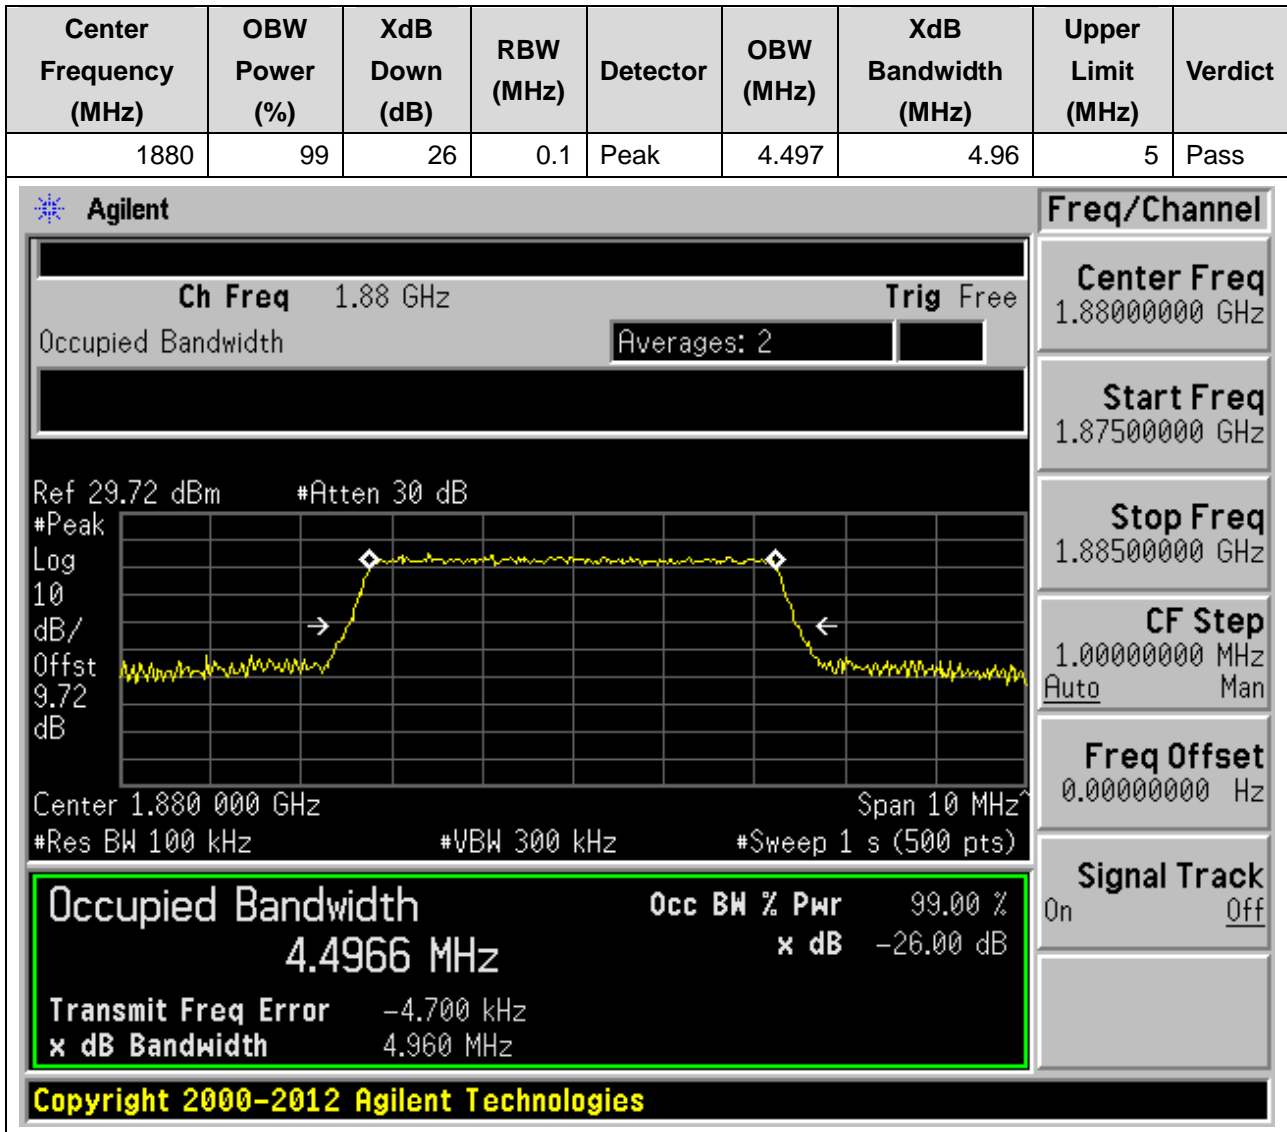 Center Frequency (MHz) OBW Power (%) XdB Down (dB) RBW (MHz) Detector OBW (MHz) XdB Bandwidth (MHz) Upper Limit (MHz) Verdict
1880 99 26 0.1 Peak 4.497 4.96 5 Pass
Agilent
Freq/Channel
Ch Freq 1.88 GHz Trig Free
Occupied Bandwidth Averages: 2
Center Freq
1.88000000 GHz
Start Freq
1.87500000 GHz
Stop Freq
1.88500000 GHz
CF Step
1.00000000 MHz
Auto Man
Freq Offset
0.00000000 Hz
Signal Track
On Off
Ref 29.72 dBm #Atten 30 dB
#Peak
Log
10
dB/
Offst
9.72
dB
Center 1.880 000 GHz Span 10 MHz^
#Res BW 100 kHz #VBW 300 kHz #Sweep 1 s (500 pts)
Occupied Bandwidth Occ BW % Pwr 99.00 %
4.4966 MHz x dB -26.00 dB
Transmit Freq Error -4.700 kHz
x dB Bandwidth 4.960 MHz
Copyright 2000-2012 Agilent Technologies